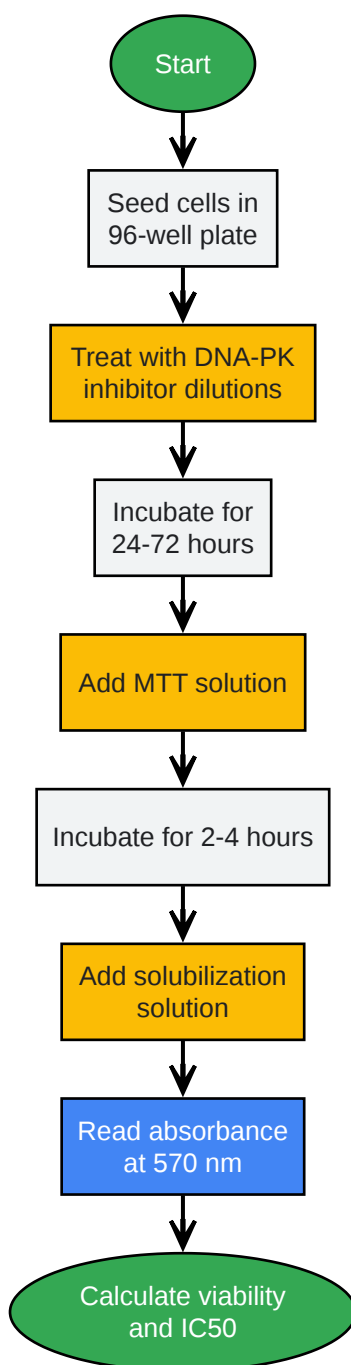 Start
Seed cells in
96-well plate
Treat with DNA-PK
inhibitor dilutions
Incubate for
24-72 hours
Add MTT solution
Incubate for 2-4 hours
Add solubilization
solution
Read absorbance
at 570 nm
Calculate viability
and IC50